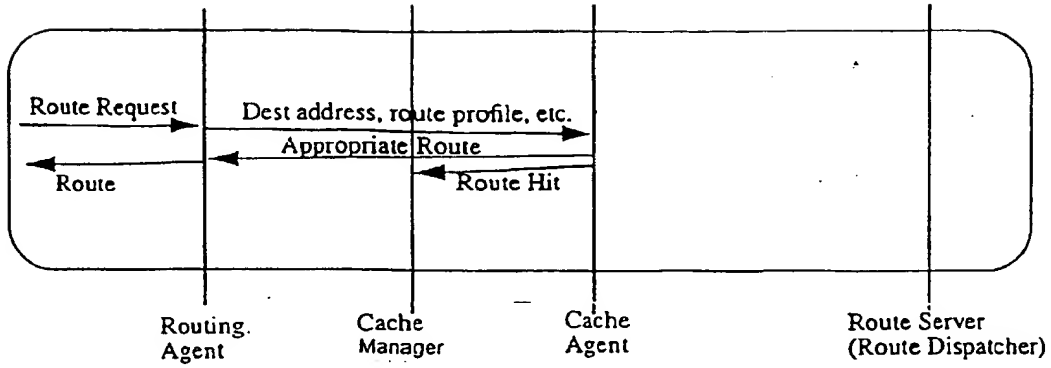 Route Request
Dest address, route profile, etc.
Appropriate Route
Route
Route Hit
Routing.
Agent
Cache
Manager
Cache
Agent
Route Server
(Route Dispatcher)